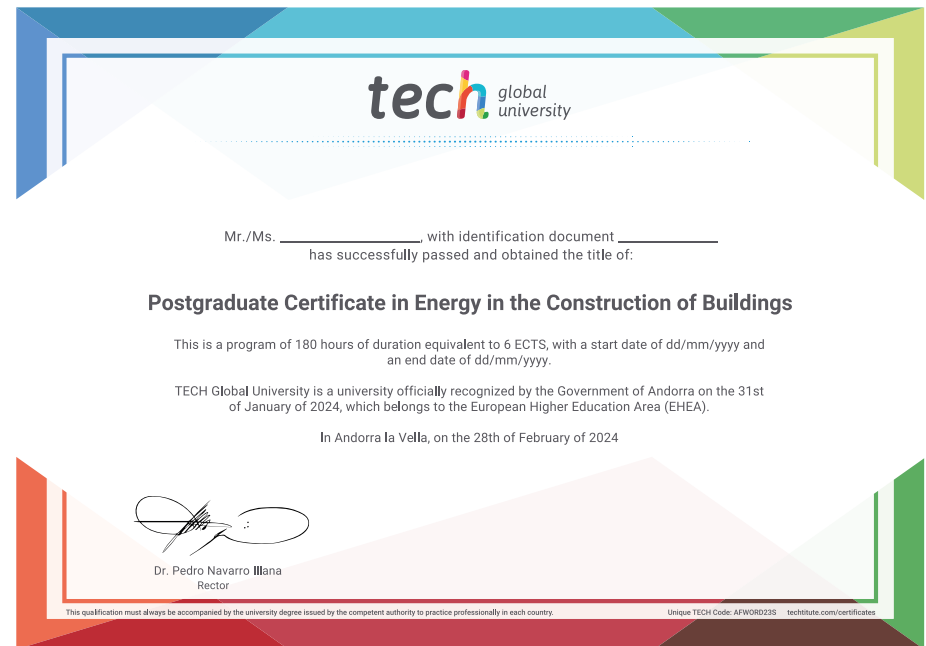 tech global
university
Mr./Ms. ________________, with identification document ____________
has successfully passed and obtained the title of:
Postgraduate Certificate in Energy in the Construction of Buildings
This is a program of 180 hours of duration equivalent to 6 ECTS, with a start date of dd/mm/yyyy and
an end date of dd/mm/yyyy.
TECH Global University is a university officially recognized by the Government of Andorra on the 31st
of January of 2024, which belongs to the European Higher Education Area (EHEA).
In Andorra la Vella, on the 28th of February of 2024
Dr. Pedro Navarro Illana
Rector
This qualification must always be accompanied by the university degree issued by the competent authority to practice professionally in each country. Unique TECH Code: AFWORD23S techtitute.com/certificates